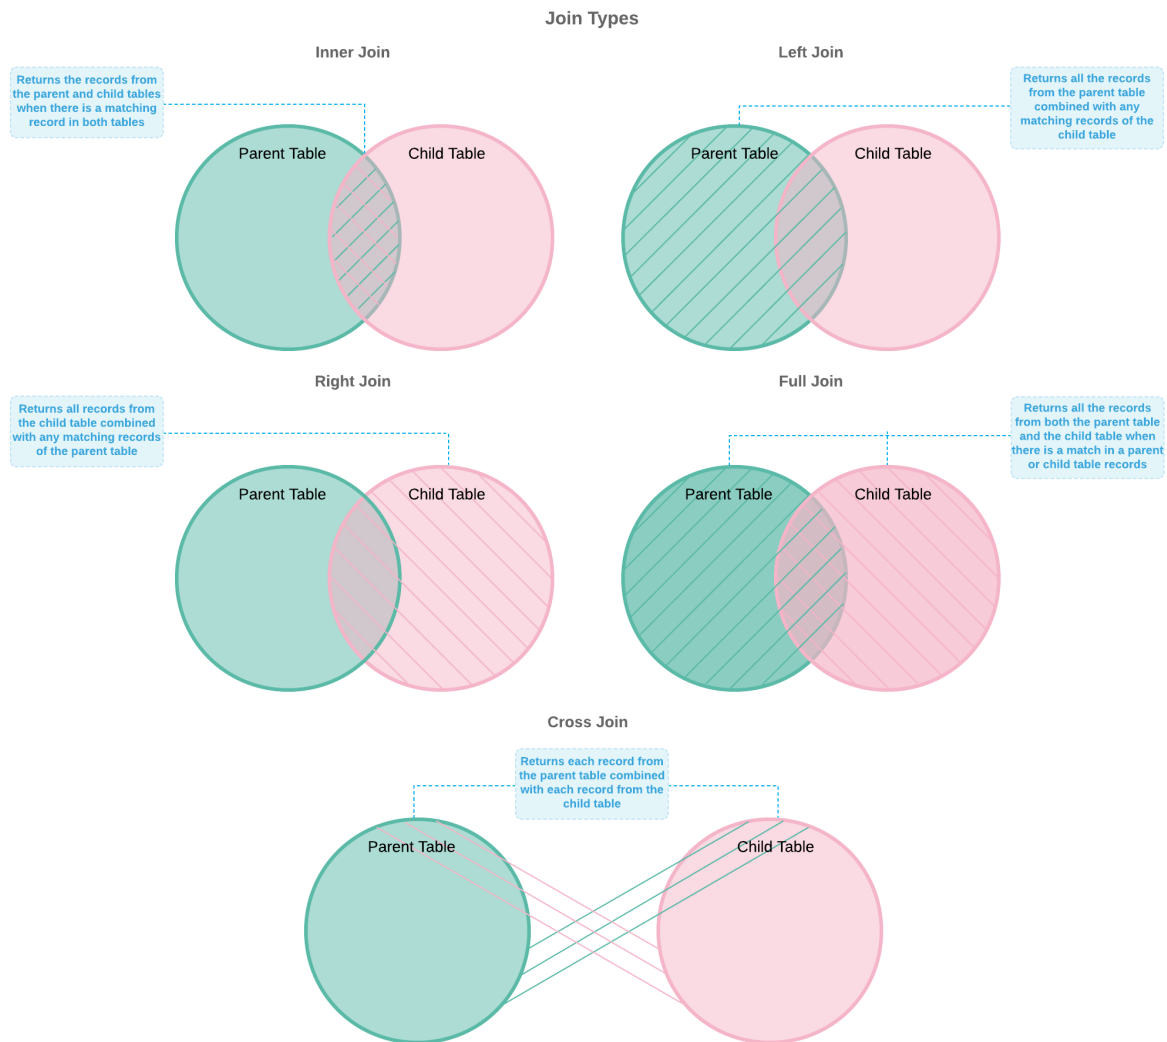 Join Types
Inner Join
Returns the records from
the parent and child tables
when there is a matching
record in both tables
Parent Table
Child Table
Left Join
Returns all the records
from the parent table
combined with any
matching records of the
child table
Parent Table
Child Table
Right Join
Returns all records from
the child table combined
with any matching records
of the parent table
Parent Table
Child Table
Full Join
Returns all the records
from both the parent table
and the child table when
there is a match in a parent
or child table records
Parent Table
Child Table
Cross Join
Returns each record from
the parent table combined
with each record from the
child table
Parent Table
Child Table